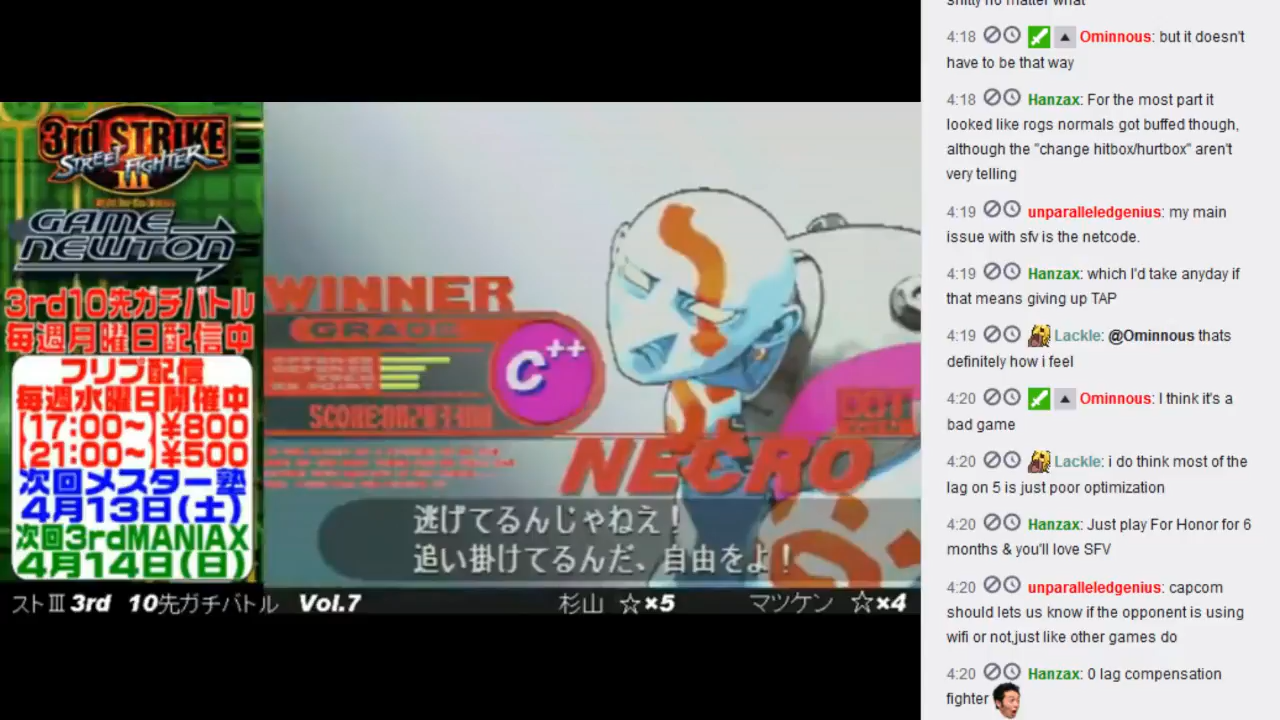 3rd STRIKE
STREET FIGHTER
III
GAME
NEWTON
3rd10先ガチバトル
毎週月曜日配信中
フリプ配信
毎週水曜日開催中
[17:00~]¥800
[21:00~]¥500
次回メスター塾
4月13日(土)
次回3rdMANIAX
4月14日(日)
WINNER
GRADE
C++
NECRO
逃げてるんじゃねえ!
追い掛けてるんだ、自由をよ!
ストⅢ 3rd 10先ガチバトル Vol.7 杉山 ☆×5 マツケン ☆×4
shitty no matter what
4:18 Ominnous: but it doesn't
have to be that way
4:18 Hanzax: For the most part it
looked like rogs normals got buffed though,
although the "change hitbox/hurtbox" aren't
very telling
4:19 unparalleledgenius: my main
issue with sfv is the netcode.
4:19 Hanzax: which I'd take anyday if
that means giving up TAP
4:19 Lackle: @Ominnous thats
definitely how i feel
4:20 Ominnous: I think it's a
bad game
4:20 Lackle: i do think most of the
lag on 5 is just poor optimization
4:20 Hanzax: Just play For Honor for 6
months & you'll love SFV
4:20 unparalleledgenius: capcom
should lets us know if the opponent is using
wifi or not,just like other games do
4:20 Hanzax: 0 lag compensation
fighter